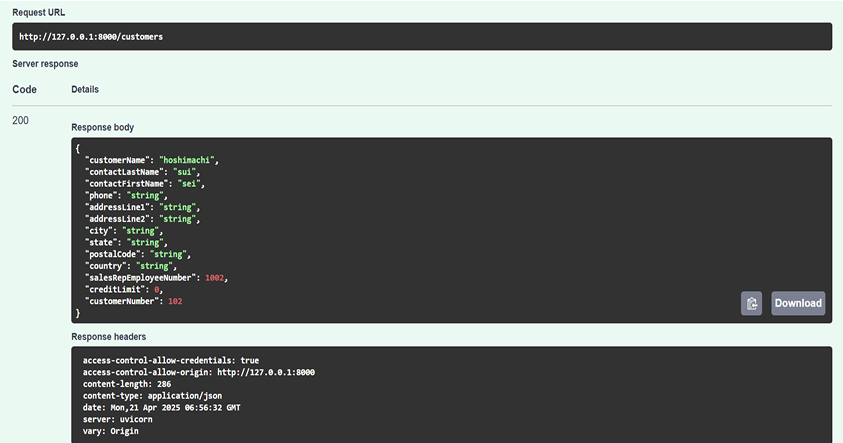 Request URL
http://127.0.0.1:8000/customers
Server response
Code Details
200
Response body
{
"customerName": "hoshimachi",
"contactLastName": "sui",
"contactFirstName": "sei",
"phone": "string",
"addressLine1": "string",
"addressLine2": "string",
"city": "string",
"state": "string",
"postalCode": "string",
"country": "string",
"salesRepEmployeeNumber": 1002,
"creditLimit": 0,
"customerNumber": 102
}
Download
Response headers
access-control-allow-credentials: true
access-control-allow-origin: http://127.0.0.1:8000
content-length: 286
content-type: application/json
date: Mon,21 Apr 2025 06:56:32 GMT
server: uvicorn
vary: Origin